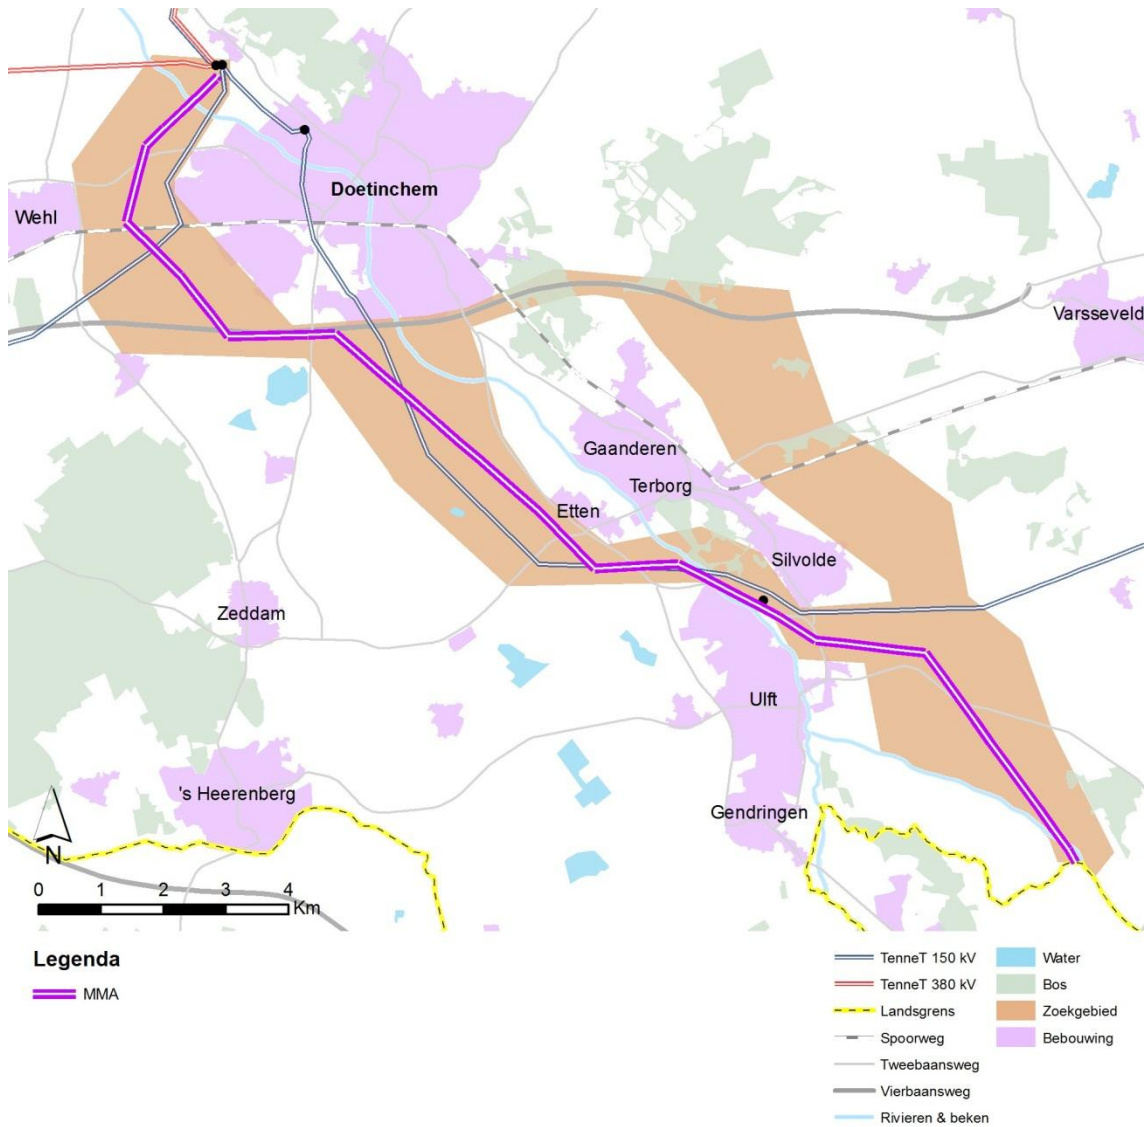 Doetinchem
Wehl
Varsseveld
Gaanderen
Terborg
Etten
Silvolde
Zeddam
Ulft
's Heerenberg
Gendringen
N
0 1 2 3 4
Km
Legenda
MMA
TenneT 150 kV
TenneT 380 kV
Landsgrens
Spoorweg
Tweebaansweg
Vierbaansweg
Rivieren & beken
Water
Bos
Zoekgebied
Bebouwing